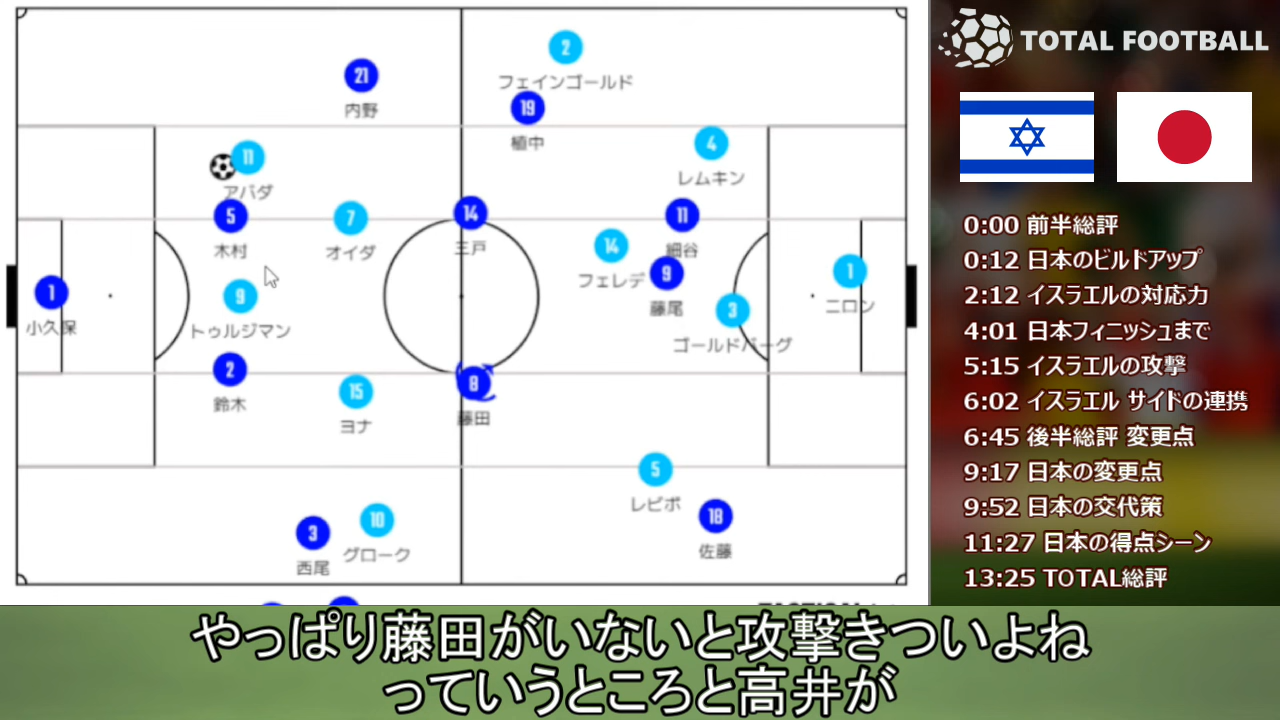 2
フェインゴールド
21
内野
19
植中
4
レムキン
11
アバダ
5
木村
7
オイダ
14
三戸
11
細谷
14
フェレデ
9
藤尾
1
ニロン
1
小久保
9
トゥルジマン
3
ゴールドバーグ
2
鈴木
15
ヨナ
8
藤田
5
レビボ
18
佐藤
3
西尾
10
グローク
TOTAL FOOTBALL
0:00 前半総評
0:12 日本のビルドアップ
2:12 イスラエルの対応力
4:01 日本フィニッシュまで
5:15 イスラエルの攻撃
6:02 イスラエル サイドの連携
6:45 後半総評 変更点
9:17 日本の変更点
9:52 日本の交代策
11:27 日本の得点シーン
13:25 TOTAL総評
やっぱり藤田がいないと攻撃きついよね
っていうところと高井が